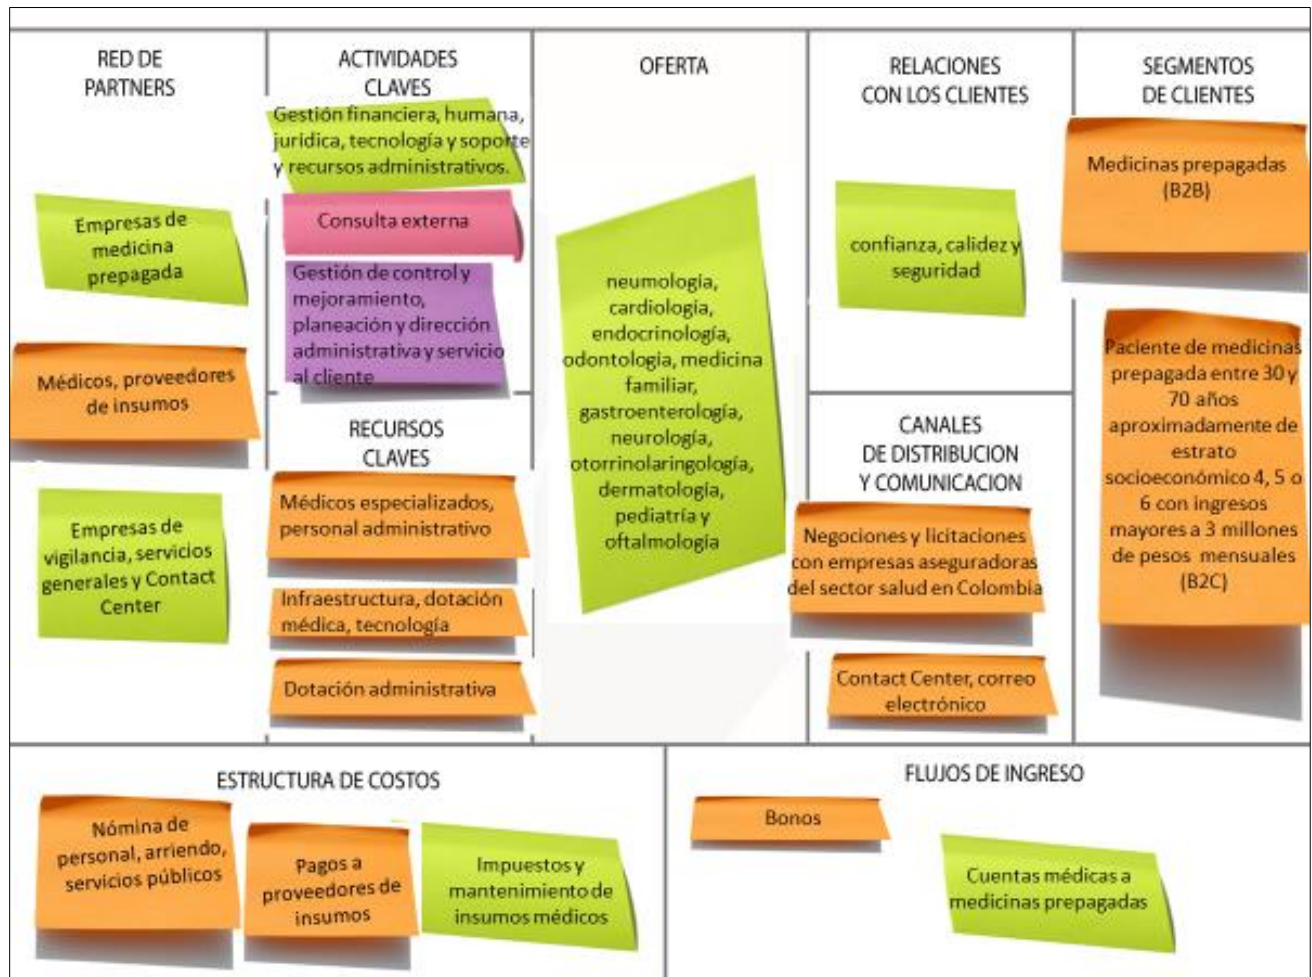 RED DE
PARTNERS
Empresas de
medicina
prepagada
Médicos, proveedores
de insumos
Empresas de
vigilancia, servicios
generales y Contact
Center
ACTIVIDADES
CLAVES
Gestión financiera, humana,
jurídica, tecnología y soporte
y recursos administrativos.
Consulta externa
Gestión de control y
mejoramiento,
planeación y dirección
administrativa y servicio
al cliente
RECURSOS
CLAVES
Médicos especializados,
personal administrativo
Infraestructura, dotación
médica, tecnología
Dotación administrativa
OFERTA
neumología,
cardiología,
endocrinología,
odontología, medicina
familiar,
gastroenterología,
neurología,
otorrinolaringología,
dermatología,
pediatría y
oftalmología
RELACIONES
CON LOS CLIENTES
confianza, calidez y
seguridad
CANALES
DE DISTRIBUCION
Y COMUNICACION
Negociones y licitaciones
con empresas aseguradoras
del sector salud en Colombia
Contact Center, correo
electrónico
SEGMENTOS
DE CLIENTES
Medicinas prepagadas
(B2B)
Paciente de medicinas
prepagada entre 30 y
70 años
aproximadamente de
estrato
socioeconómico 4, 5 o
6 con ingresos
mayores a 3 millones
de pesos mensuales
(B2C)
ESTRUCTURA DE COSTOS
Nómina de
personal, arriendo,
servicios públicos
Pagos a
proveedores de
insumos
Impuestos y
mantenimiento de
insumos médicos
FLUJOS DE INGRESO
Bonos
Cuentas médicas a
medicinas prepagadas